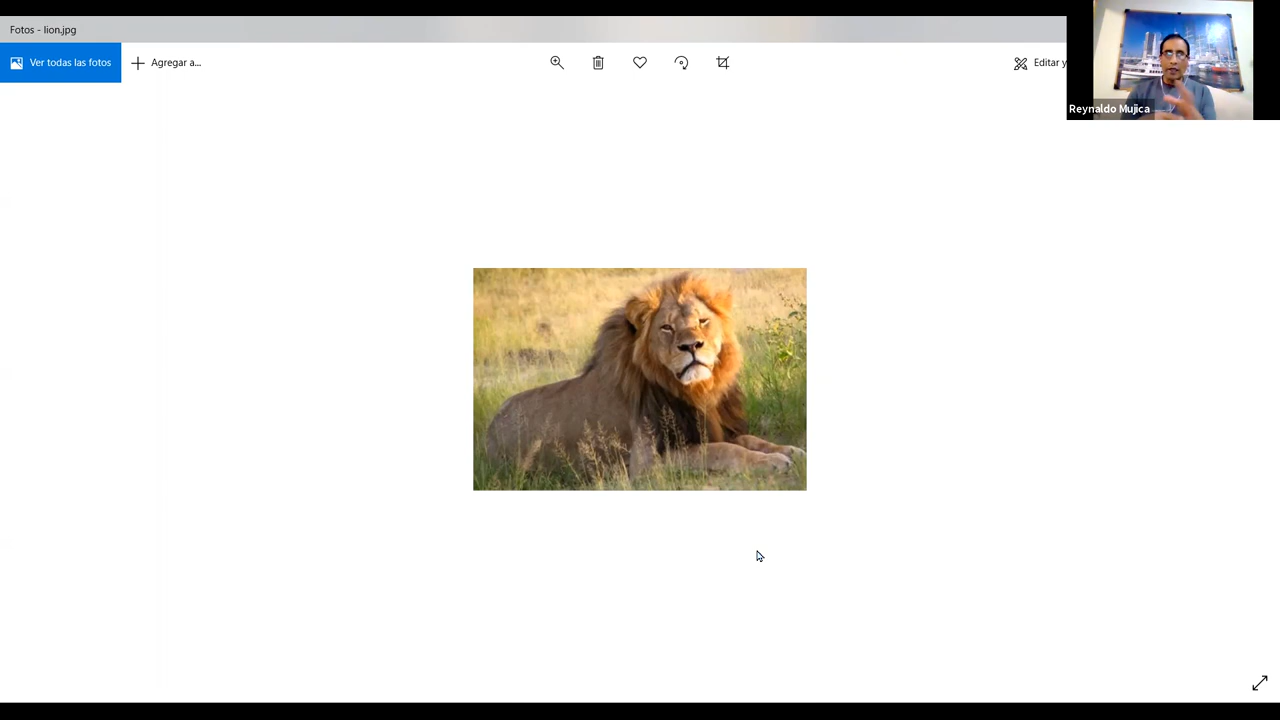 Fotos - lion.jpg
Ver todas las fotos
Agregar a...
Editar y
Reynaldo Mujica